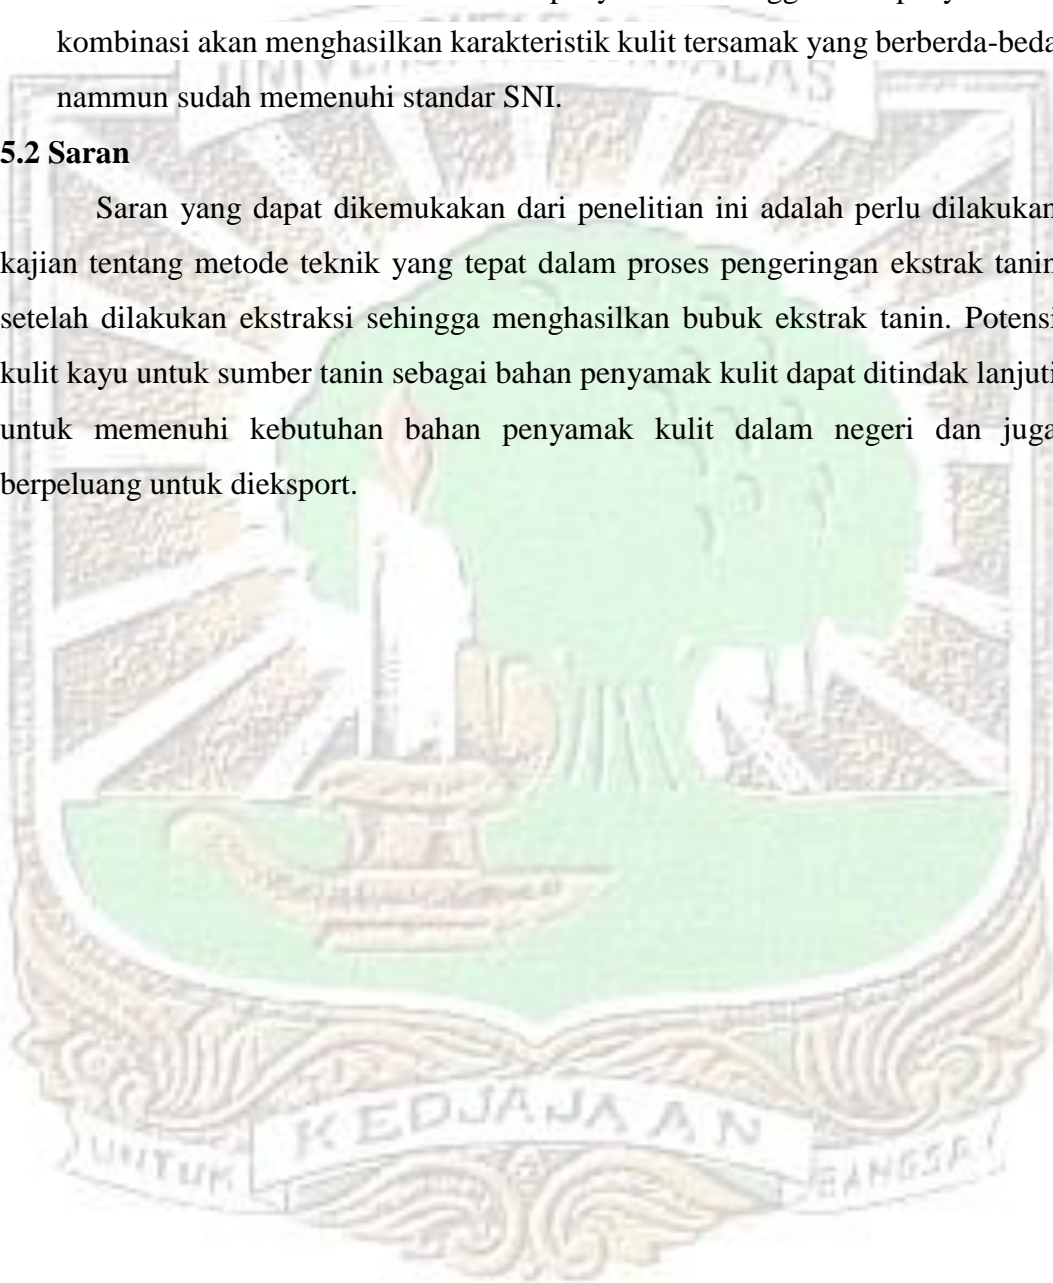 kombinasi akan menghasilkan karakteristik kulit tersamak yang berberda-beda
nammun sudah memenuhi standar SNI.
5.2 Saran
Saran yang dapat dikemukakan dari penelitian ini adalah perlu dilakukan
kajian tentang metode teknik yang tepat dalam proses pengeringan ekstrak tanin
setelah dilakukan ekstraksi sehingga menghasilkan bubuk ekstrak tanin. Potensi
kulit kayu untuk sumber tanin sebagai bahan penyamak kulit dapat ditindak lanjuti
untuk memenuhi kebutuhan bahan penyamak kulit dalam negeri dan juga
berpeluang untuk dieksport.
UNTUK KEDJAJAAN BANGSA